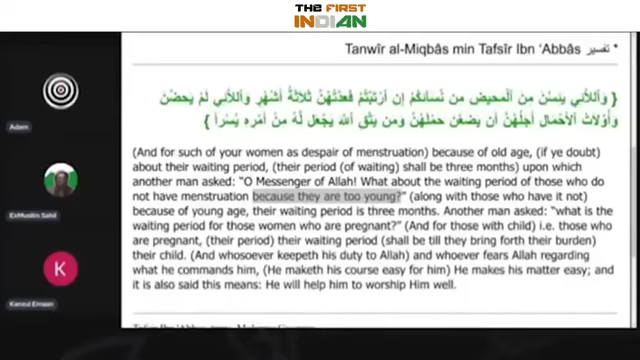 THE FIRST
INDIAN
* تفسير Tanwîr al-Miqbâs min Tafsîr Ibn ‘Abbâs
{ وَٱللاَّئِي يَئِسْنَ مِنَ ٱلْمَحِيضِ مِن نِّسَآئِكُمْ إِنِ ٱرْتَبْتُمْ فَعِدَّتُهُنَّ ثَلاَثَةُ أَشْهُرٍ وَٱللاَّئِي لَمْ يَحِضْنَ
وَأُوْلاَتُ ٱلأَحْمَالِ أَجَلُهُنَّ أَن يَضَعْنَ حَمْلَهُنَّ وَمَن يَتَّقِ ٱللَّهَ يَجْعَل لَّهُ مِنْ أَمْرِهِ يُسْراً }
(And for such of your women as despair of menstruation) because of old age, (if ye doubt)
about their waiting period, (their period (of waiting) shall be three months) upon which
another man asked: “O Messenger of Allah! What about the waiting period of those who do
not have menstruation because they are too young?” (along with those who have it not)
because of young age, their waiting period is three months. Another man asked: “what is the
waiting period for those women who are pregnant?” (And for those with child) i.e. those who
are pregnant, (their period) their waiting period (shall be till they bring forth their burden)
their child. (And whosoever keepeth his duty to Allah) and whoever fears Allah regarding
what he commands him, (He maketh his course easy for him) He makes his matter easy; and
it is also said this means: He will help him to worship Him well.
Adam
ExMuslim Sahil
K